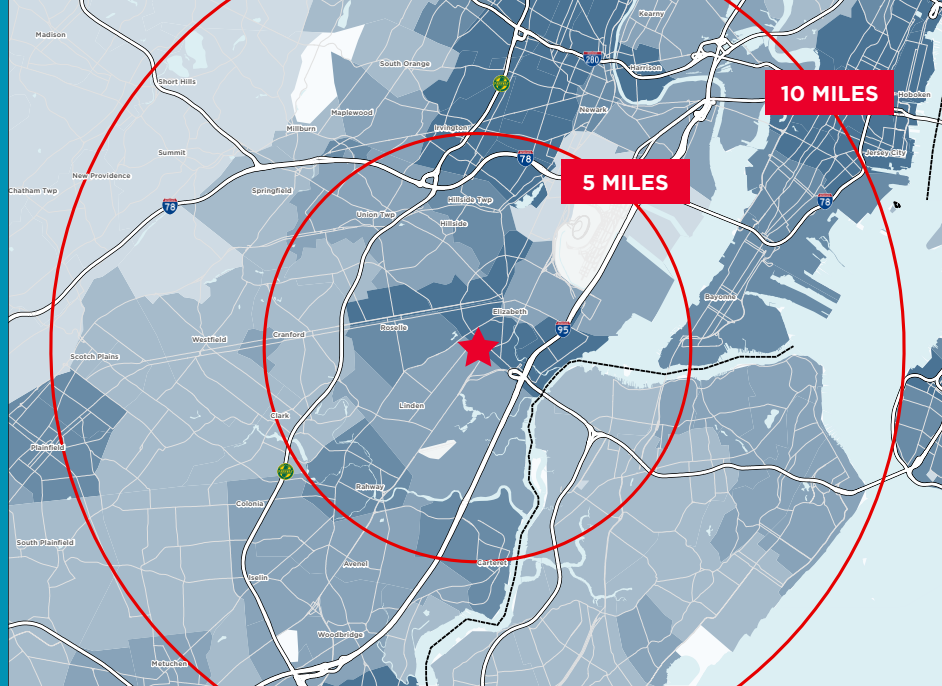 Kearny
Madison
South Orange
280
Harrison
Short Hills
10 MILES
Hoboken
Maplewood
Newark
Millburn
Irvington
Summit
Jersey City
78
New Providence
5 MILES
Chatham Twp
Springfield
Hillside Twp
78
78
Union Twp
Hillside
Bayonne
Elizabeth
Roselle
95
Cranford
Westfield
Scotch Plains
Linden
Clark
Plainfield
Rahway
Colonia
South Plainfield
Avenel
Carteret
Iselin
Woodbridge
Metuchen